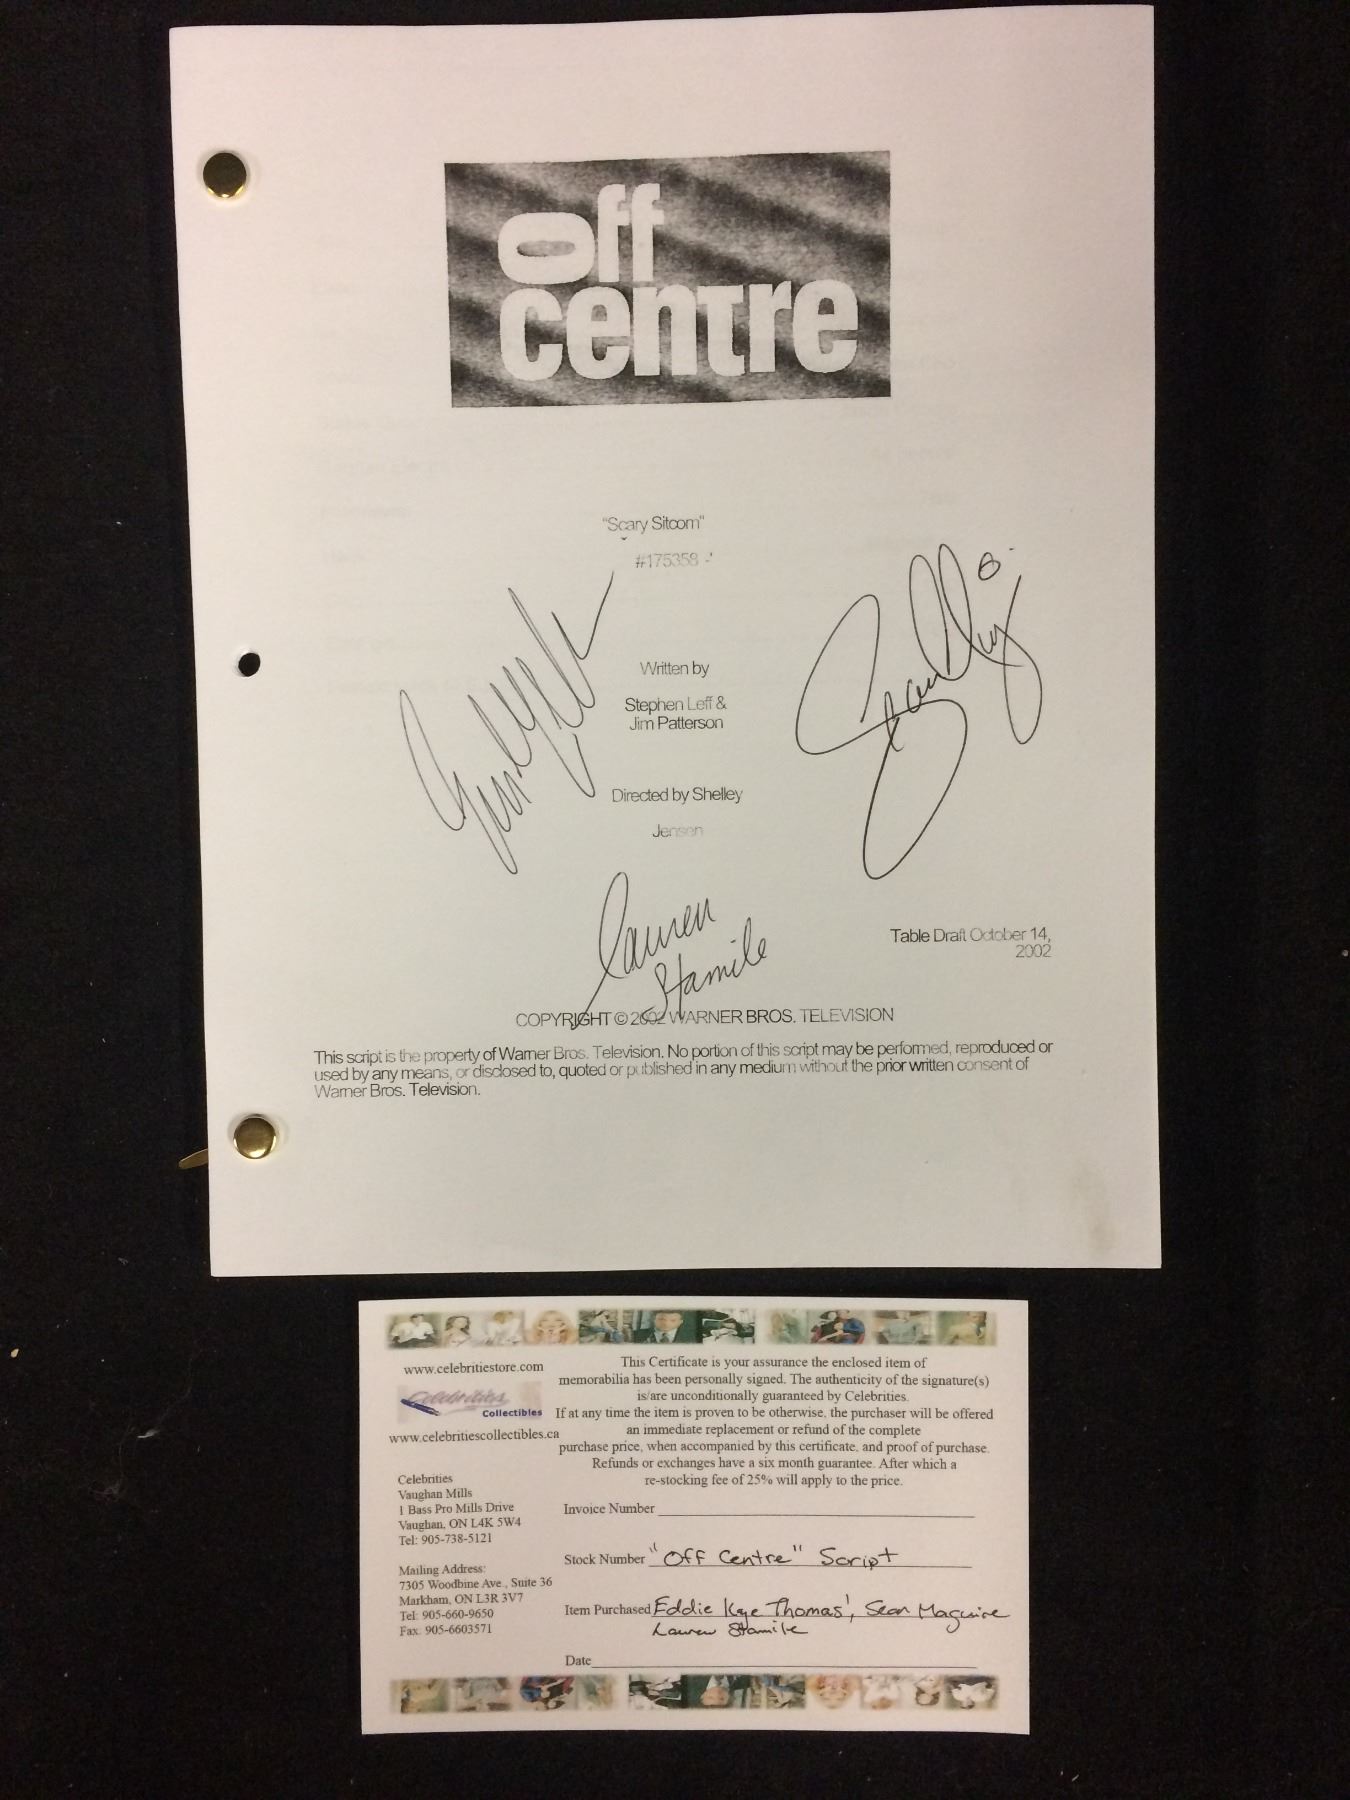 off
centre
"Scary Sitcom"
#175358
Written by
Stephen Leff &
Jim Patterson
Directed by Shelley
Jensen
Lauren
Stamile
Table Draft October 14,
2002
COPYRIGHT © 2002 WARNER BROS. TELEVISION
This script is the property of Warner Bros. Television. No portion of this script may be performed, reproduced or
used by any means, or disclosed to, quoted or published in any medium without the prior written consent of
Warner Bros. Television.
www.celebritiestore.com
Celebrities
Collectibles
www.celebritiescollectibles.ca
Celebrities
Vaughan Mills
1 Bass Pro Mills Drive
Vaughan, ON L4K 5W4
Tel: 905-738-5121
Mailing Address:
7305 Woodbine Ave., Suite 36
Markham, ON L3R 3V7
Tel: 905-660-9650
Fax: 905-6603571
This Certificate is your assurance the enclosed item of
memorabilia has been personally signed. The authenticity of the signature(s)
is/are unconditionally guaranteed by Celebrities.
If at any time the item is proven to be otherwise, the purchaser will be offered
an immediate replacement or refund of the complete
purchase price, when accompanied by this certificate, and proof of purchase.
Refunds or exchanges have a six month guarantee. After which a
re-stocking fee of 25% will apply to the price.
Invoice Number
Stock Number "Off Centre" Script
Item Purchased Eddie Kaye Thomas', Sean Maguire
Lauren Stamile
Date